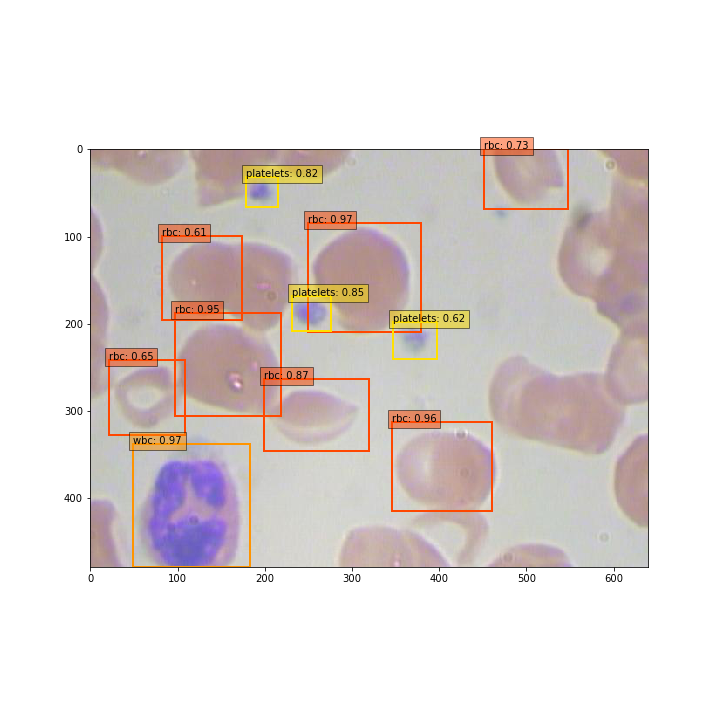 rbc: 0.73
0
platelets: 0.82
rbc: 0.97
rbc: 0.61
100
platelets: 0.85
rbc: 0.95
platelets: 0.62
200
rbc: 0.65
rbc: 0.87
300
rbc: 0.96
wbc: 0.97
400
0 100 200 300 400 500 600